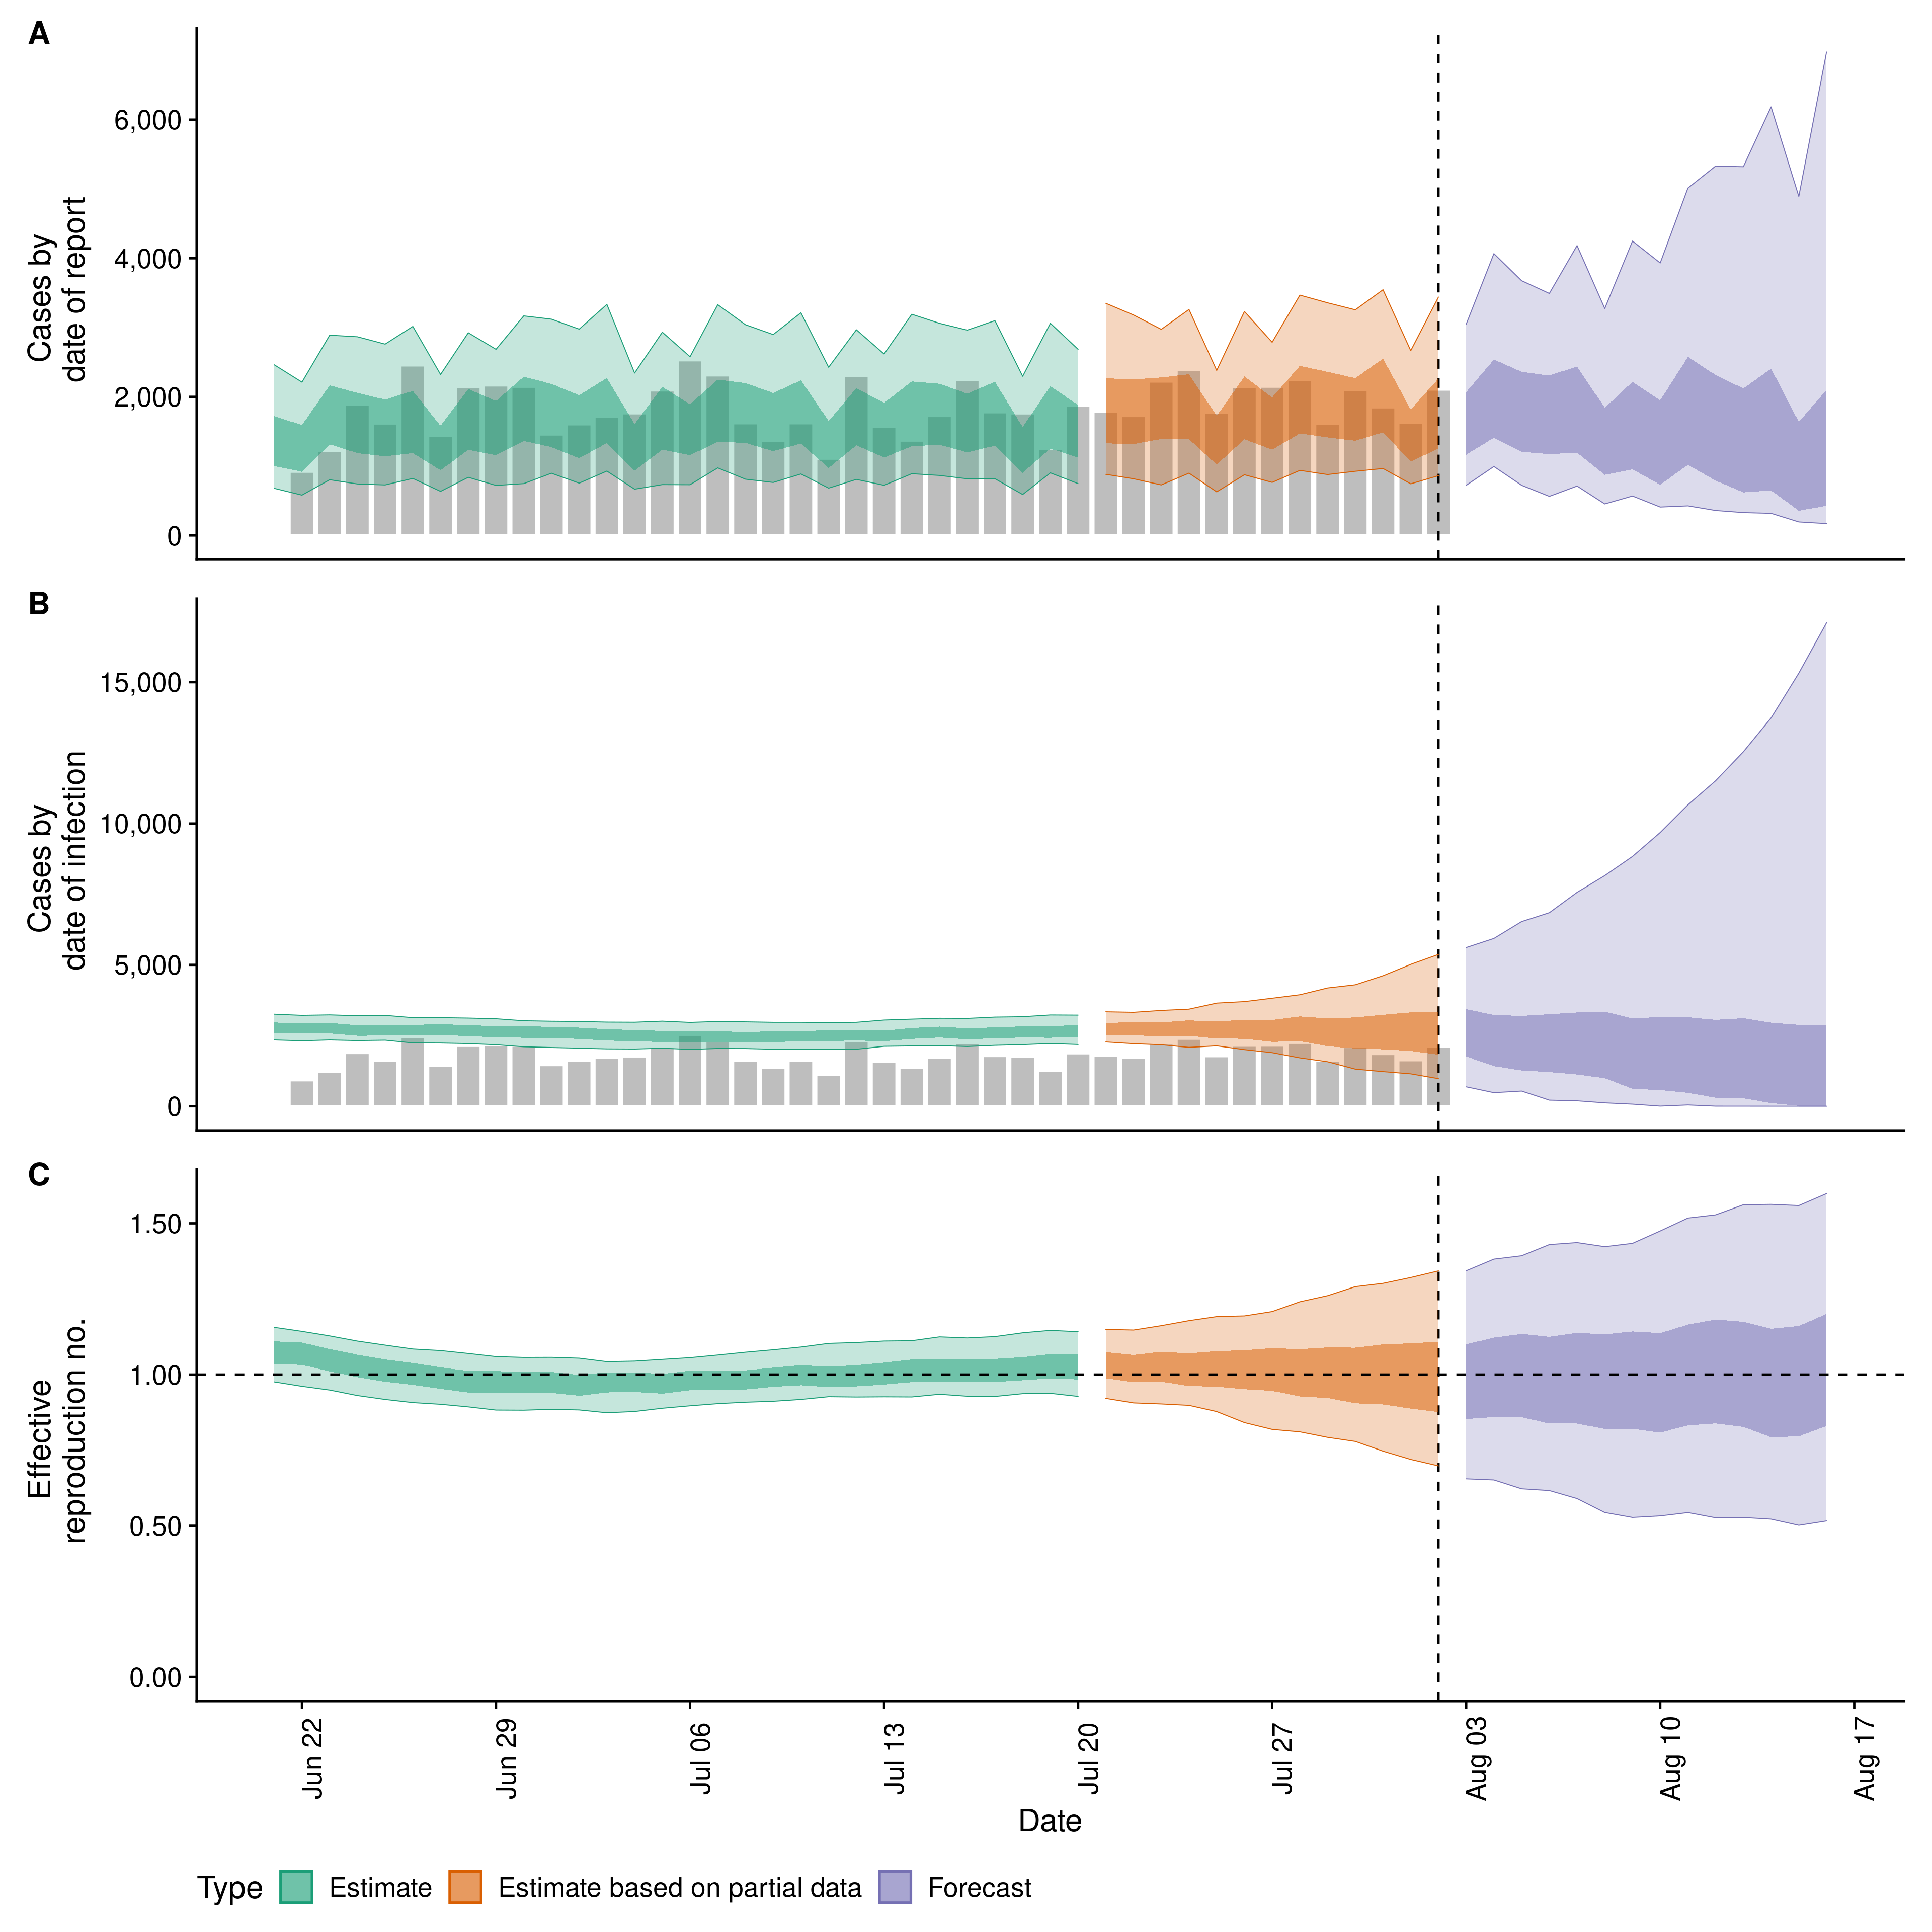 A
Cases by
date of report
6,000
4,000
2,000
0
B
Cases by
date of infection
15,000
10,000
5,000
0
C
Effective
reproduction no.
1.50
1.00
0.50
0.00
Jun 22
Jun 29
Jul 06
Jul 13
Jul 20
Jul 27
Aug 03
Aug 10
Aug 17
Date
Type Estimate Estimate based on partial data Forecast